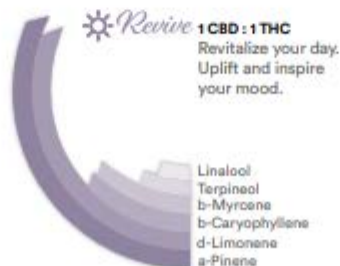 Revive 1 CBD : 1 THC
Revitalize your day.
Uplift and inspire
your mood.
Linalool
Terpineol
b-Myrcene
b-Caryophyllene
d-Limonene
a-Pinene